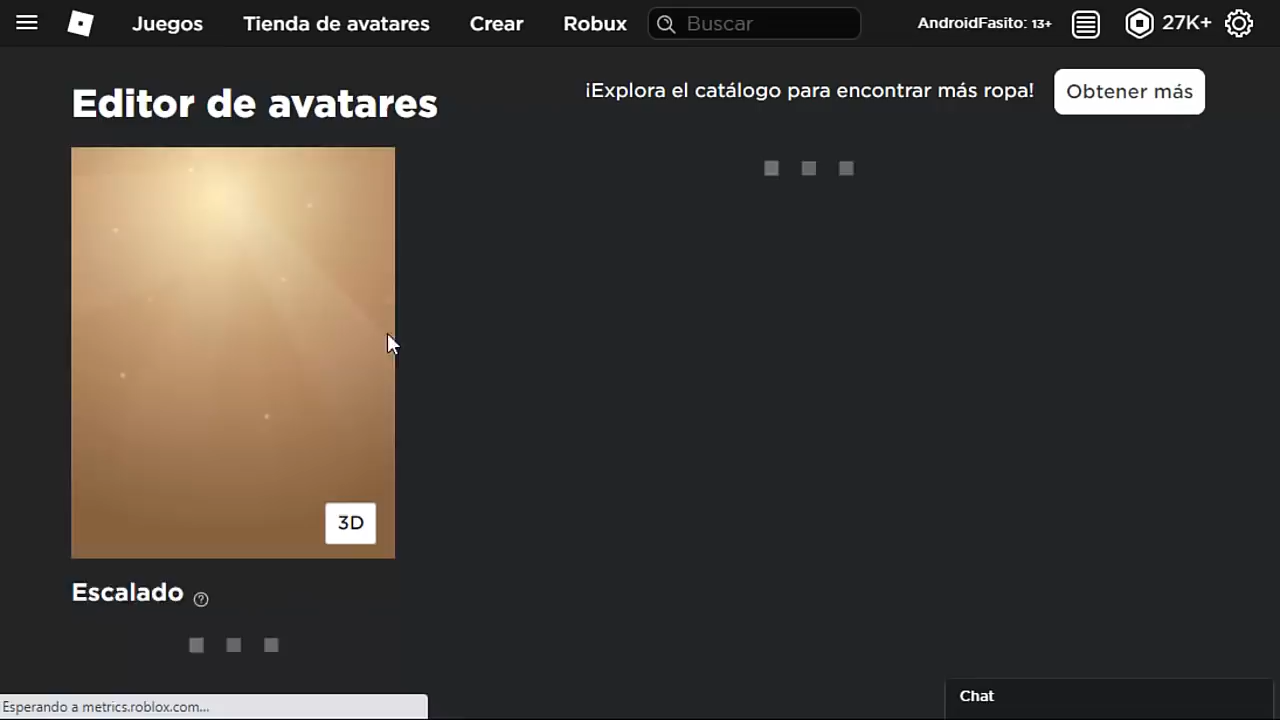 Juegos Tienda de avatares Crear Robux Buscar AndroidFasito: 13+ 27K+
Editor de avatares
¡Explora el catálogo para encontrar más ropa! Obtener más
3D
Escalado ?
Esperando a metrics.roblox.com...
Chat